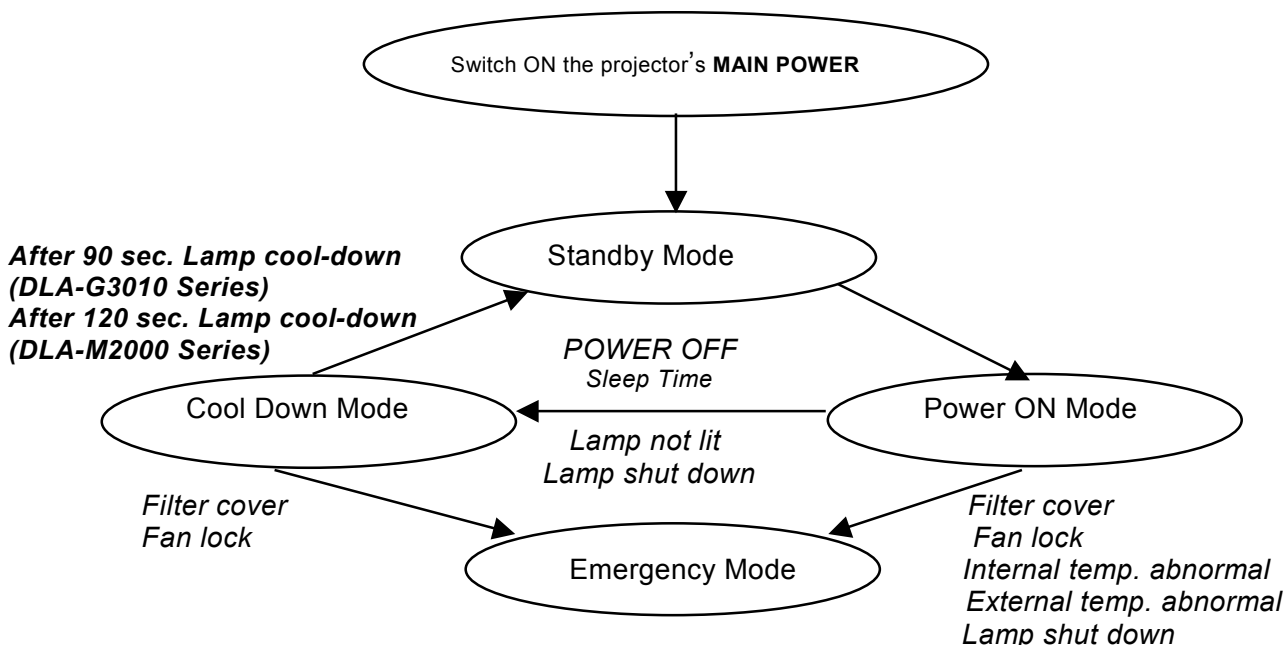 Switch ON the projector's MAIN POWER
Standby Mode
After 90 sec. Lamp cool-down
(DLA-G3010 Series)
After 120 sec. Lamp cool-down
(DLA-M2000 Series)
POWER OFF
Sleep Time
Cool Down Mode
Power ON Mode
Lamp not lit
Lamp shut down
Filter cover
Fan lock
Emergency Mode
Filter cover
Fan lock
Internal temp. abnormal
External temp. abnormal
Lamp shut down